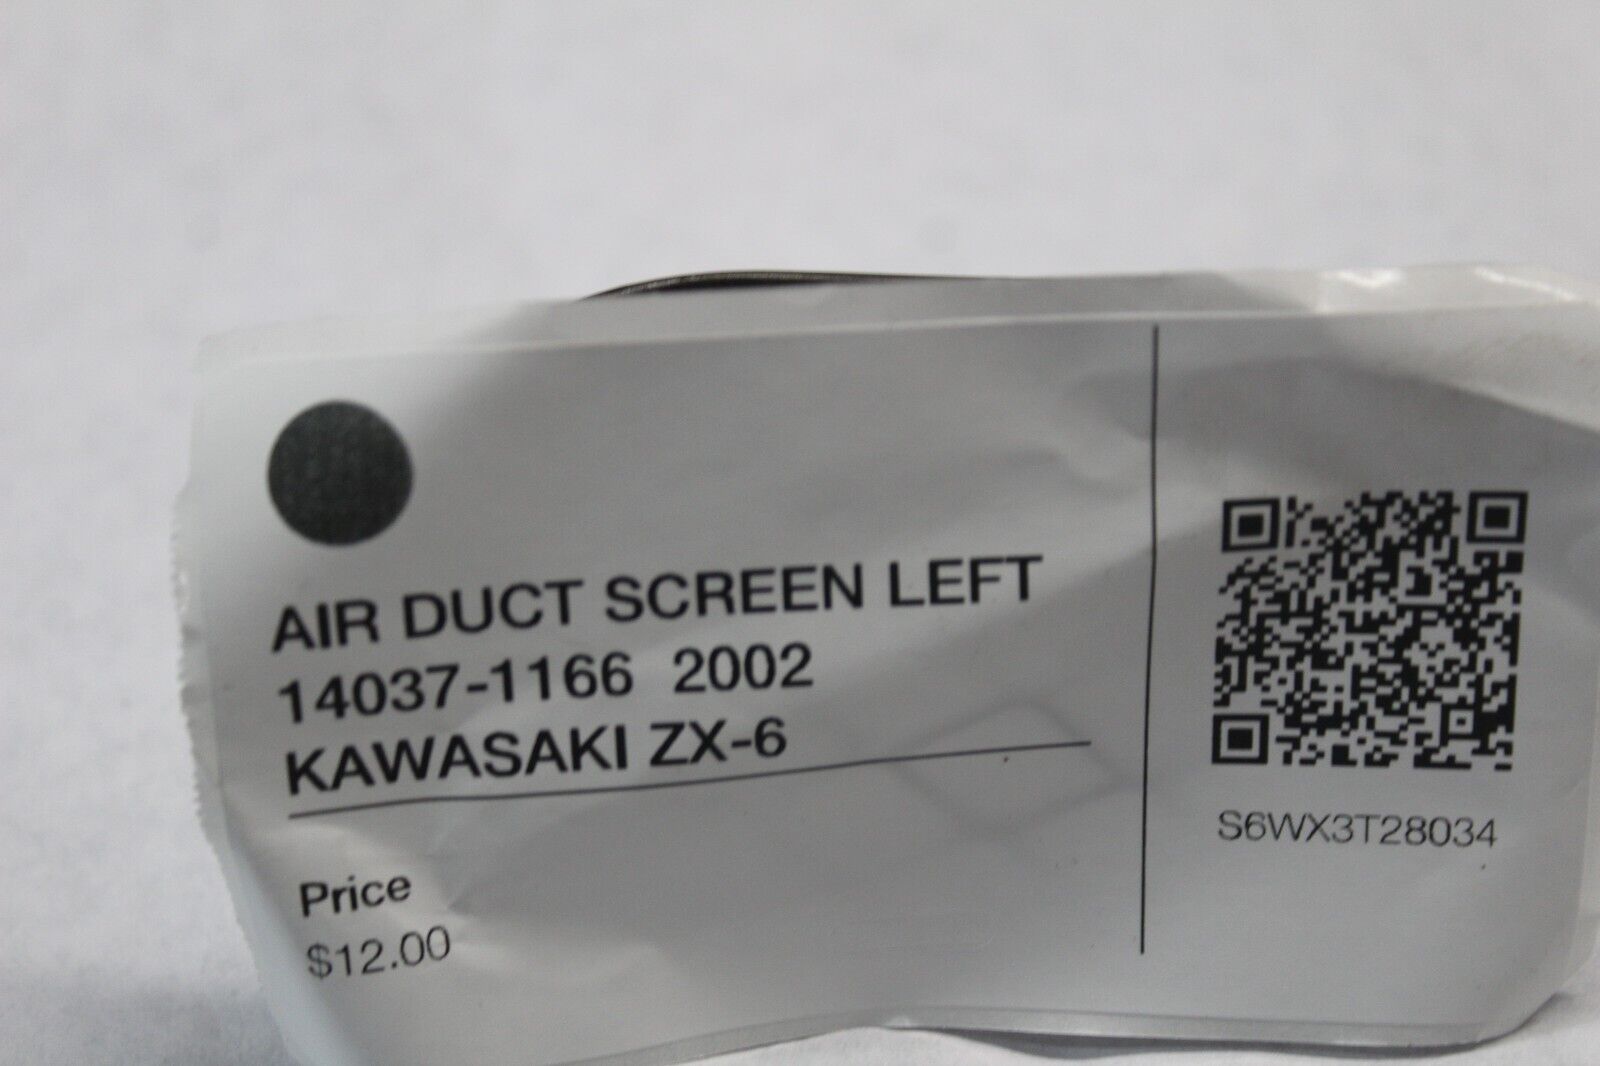 AIR DUCT SCREEN LEFT
14037-1166 2002
KAWASAKI ZX-6
Price
$12.00
S6WX3T28034